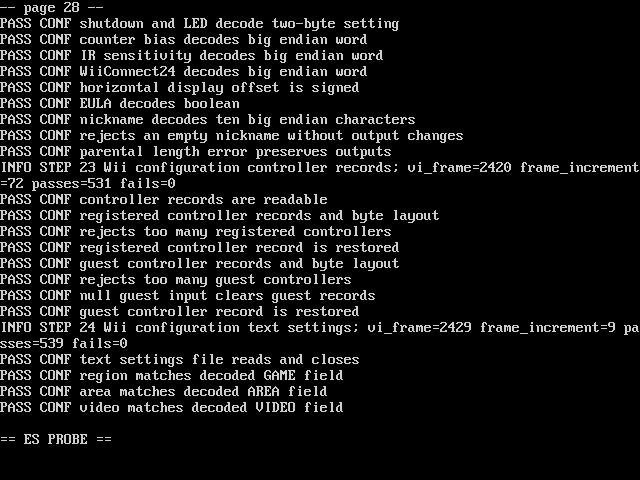 -- page 28 --
PASS CONF shutdown and LED decode two-byte setting
PASS CONF counter bias decodes big endian word
PASS CONF IR sensitivity decodes big endian word
PASS CONF WiiConnect24 decodes big endian word
PASS CONF horizontal display offset is signed
PASS CONF EULA decodes boolean
PASS CONF nickname decodes ten big endian characters
PASS CONF rejects an empty nickname without output changes
PASS CONF parental length error preserves outputs
INFO STEP 23 Wii configuration controller records; vi_frame=2420 frame_increment
=72 passes=531 fails=0
PASS CONF controller records are readable
PASS CONF registered controller records and byte layout
PASS CONF rejects too many registered controllers
PASS CONF registered controller record is restored
PASS CONF guest controller records and byte layout
PASS CONF rejects too many guest controllers
PASS CONF null guest input clears guest records
PASS CONF guest controller record is restored
INFO STEP 24 Wii configuration text settings; vi_frame=2429 frame_increment=9 pa
sses=539 fails=0
PASS CONF text settings file reads and closes
PASS CONF region matches decoded GAME field
PASS CONF area matches decoded AREA field
PASS CONF video matches decoded VIDEO field
== ES PROBE ==